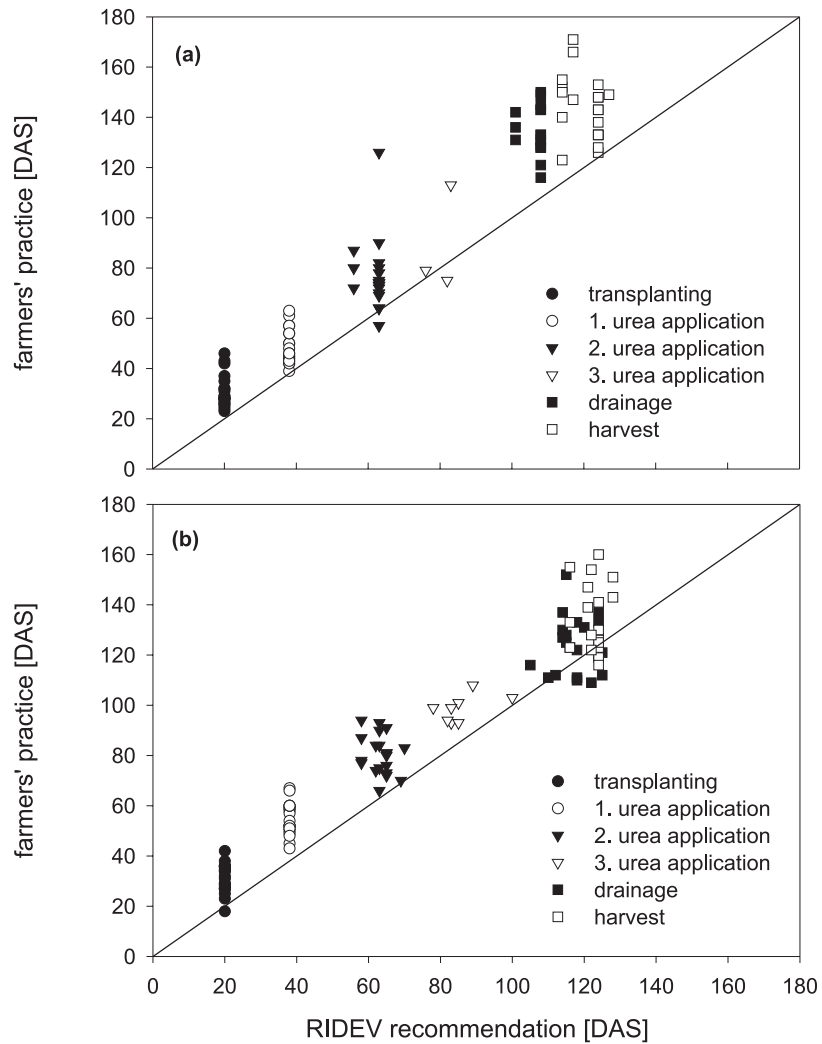 180
(a)
160
140
120
100
80
60
40
20
0
farmers' practice [DAS]
transplanting
1. urea application
2. urea application
3. urea application
drainage
harvest
180
(b)
160
140
120
100
80
60
40
20
0
farmers' practice [DAS]
transplanting
1. urea application
2. urea application
3. urea application
drainage
harvest
0 20 40 60 80 100 120 140 160 180
RIDEV recommendation [DAS]